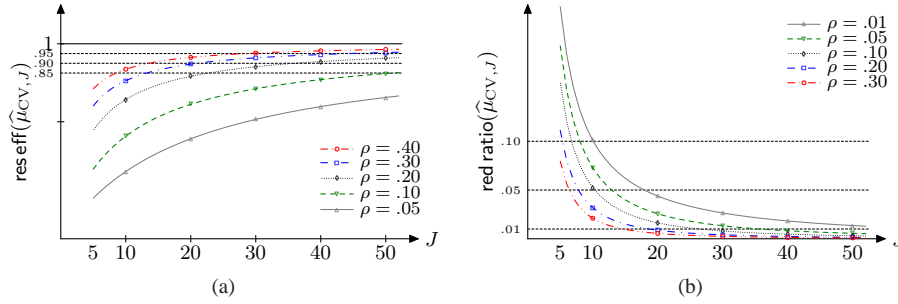 res eff(μ̂CV,J)
1
.95
.90
.85
ρ = .40
ρ = .30
ρ = .20
ρ = .10
ρ = .05
5 10 20 30 40 50 J
(a)
red ratio(μ̂CV,J)
ρ = .01
ρ = .05
ρ = .10
ρ = .20
ρ = .30
.10
.05
.01
5 10 20 30 40 50 J
(b)